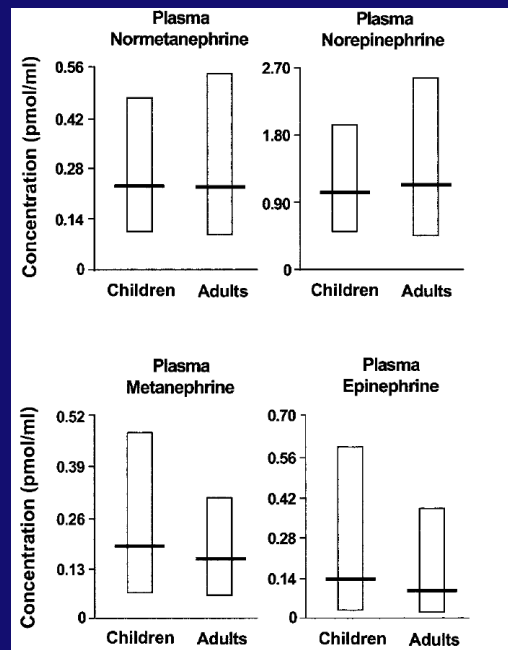 Plasma
Normetanephrine
Plasma
Norepinephrine
Concentration (pmol/ml)
0.56
0.42
0.28
0.14
0
2.70
1.80
0.90
0
Children Adults
Children Adults
Plasma
Metanephrine
Plasma
Epinephrine
Concentration (pmol/ml)
0.52
0.39
0.26
0.13
0
0.70
0.56
0.42
0.28
0.14
0
Children Adults
Children Adults